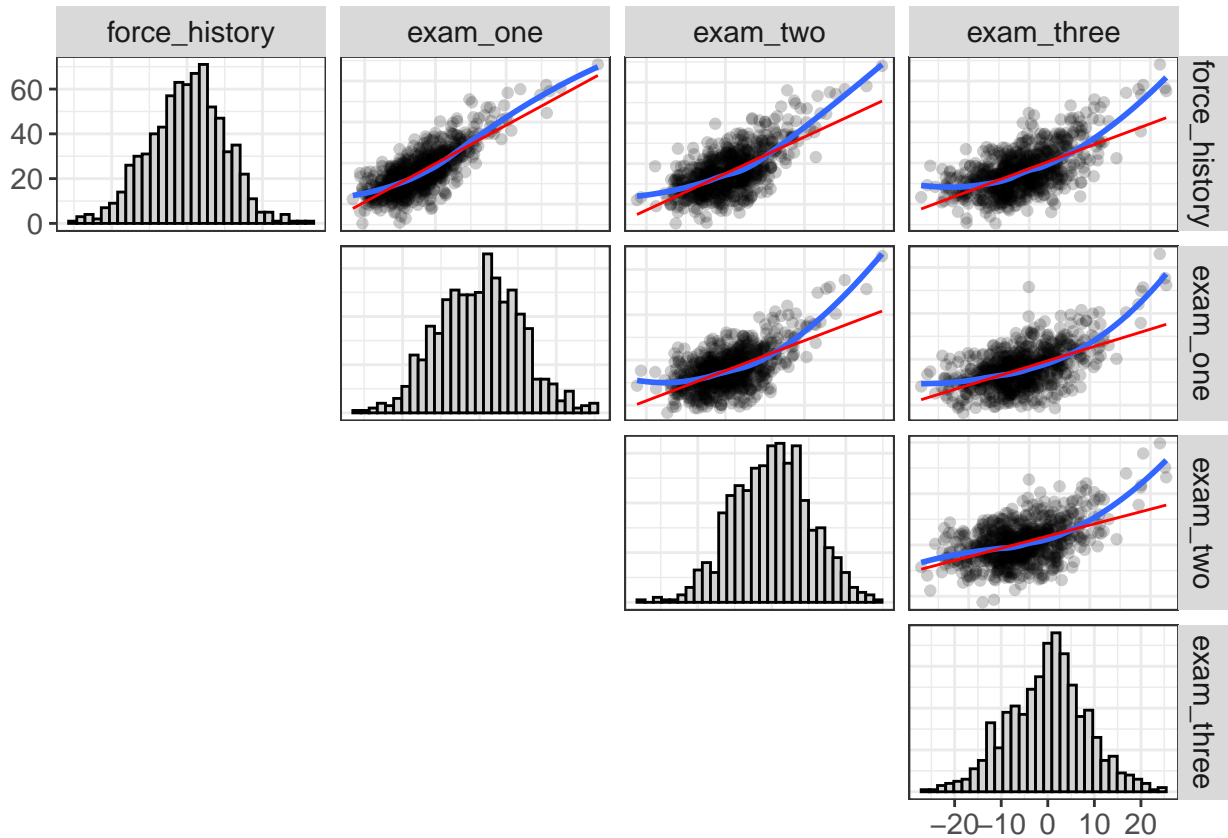 force_history
exam_one
exam_two
exam_three
60
40
20
0
force_history
exam_one
exam_two
exam_three
−20
−10
0
10
20